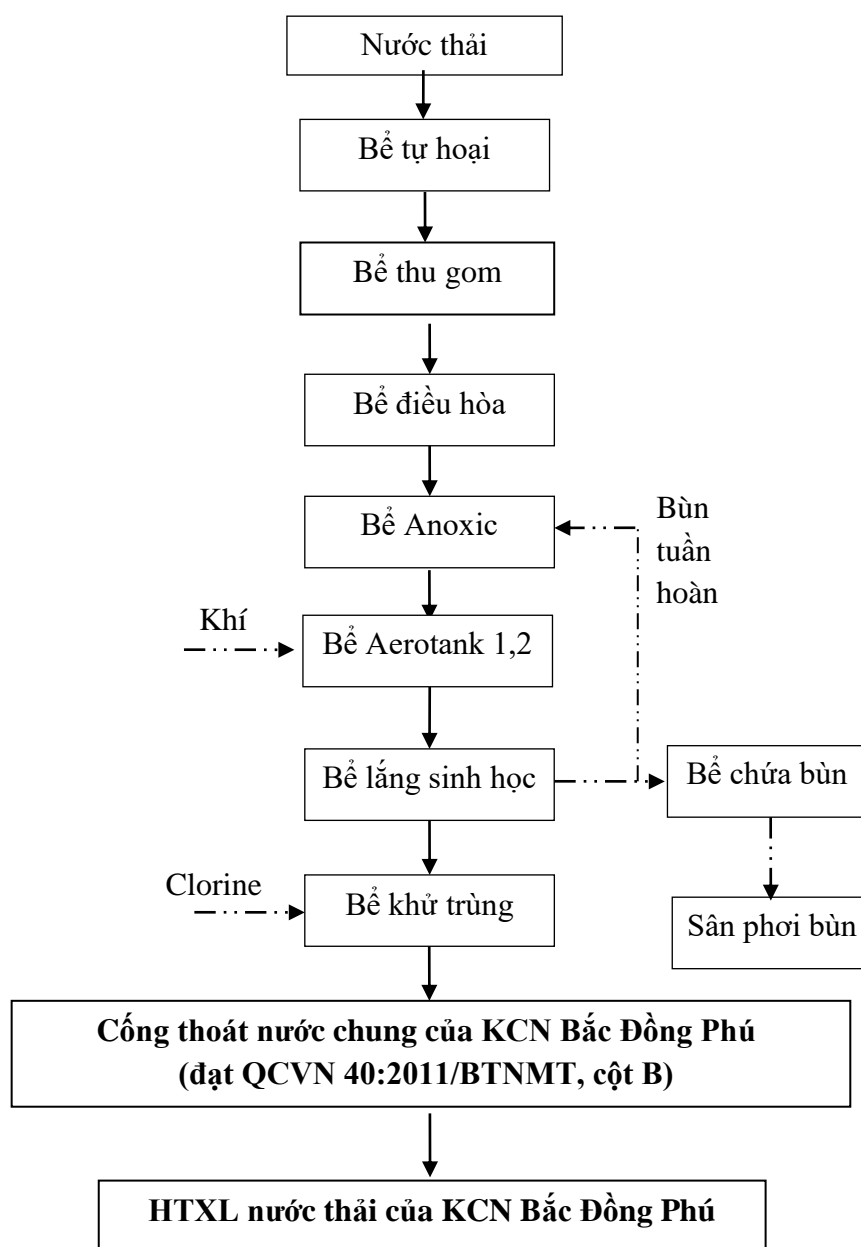 Nước thải
Bể tự hoại
Bể thu gom
Bể điều hòa
Bể Anoxic
Bùn
tuần
hoàn
Khí
Bể Aerotank 1,2
Bể lắng sinh học
Bể chứa bùn
Clorine
Bể khử trùng
Sân phơi bùn
Cống thoát nước chung của KCN Bắc Đồng Phú
(đạt QCVN 40:2011/BTNMT, cột B)
HTXL nước thải của KCN Bắc Đồng Phú